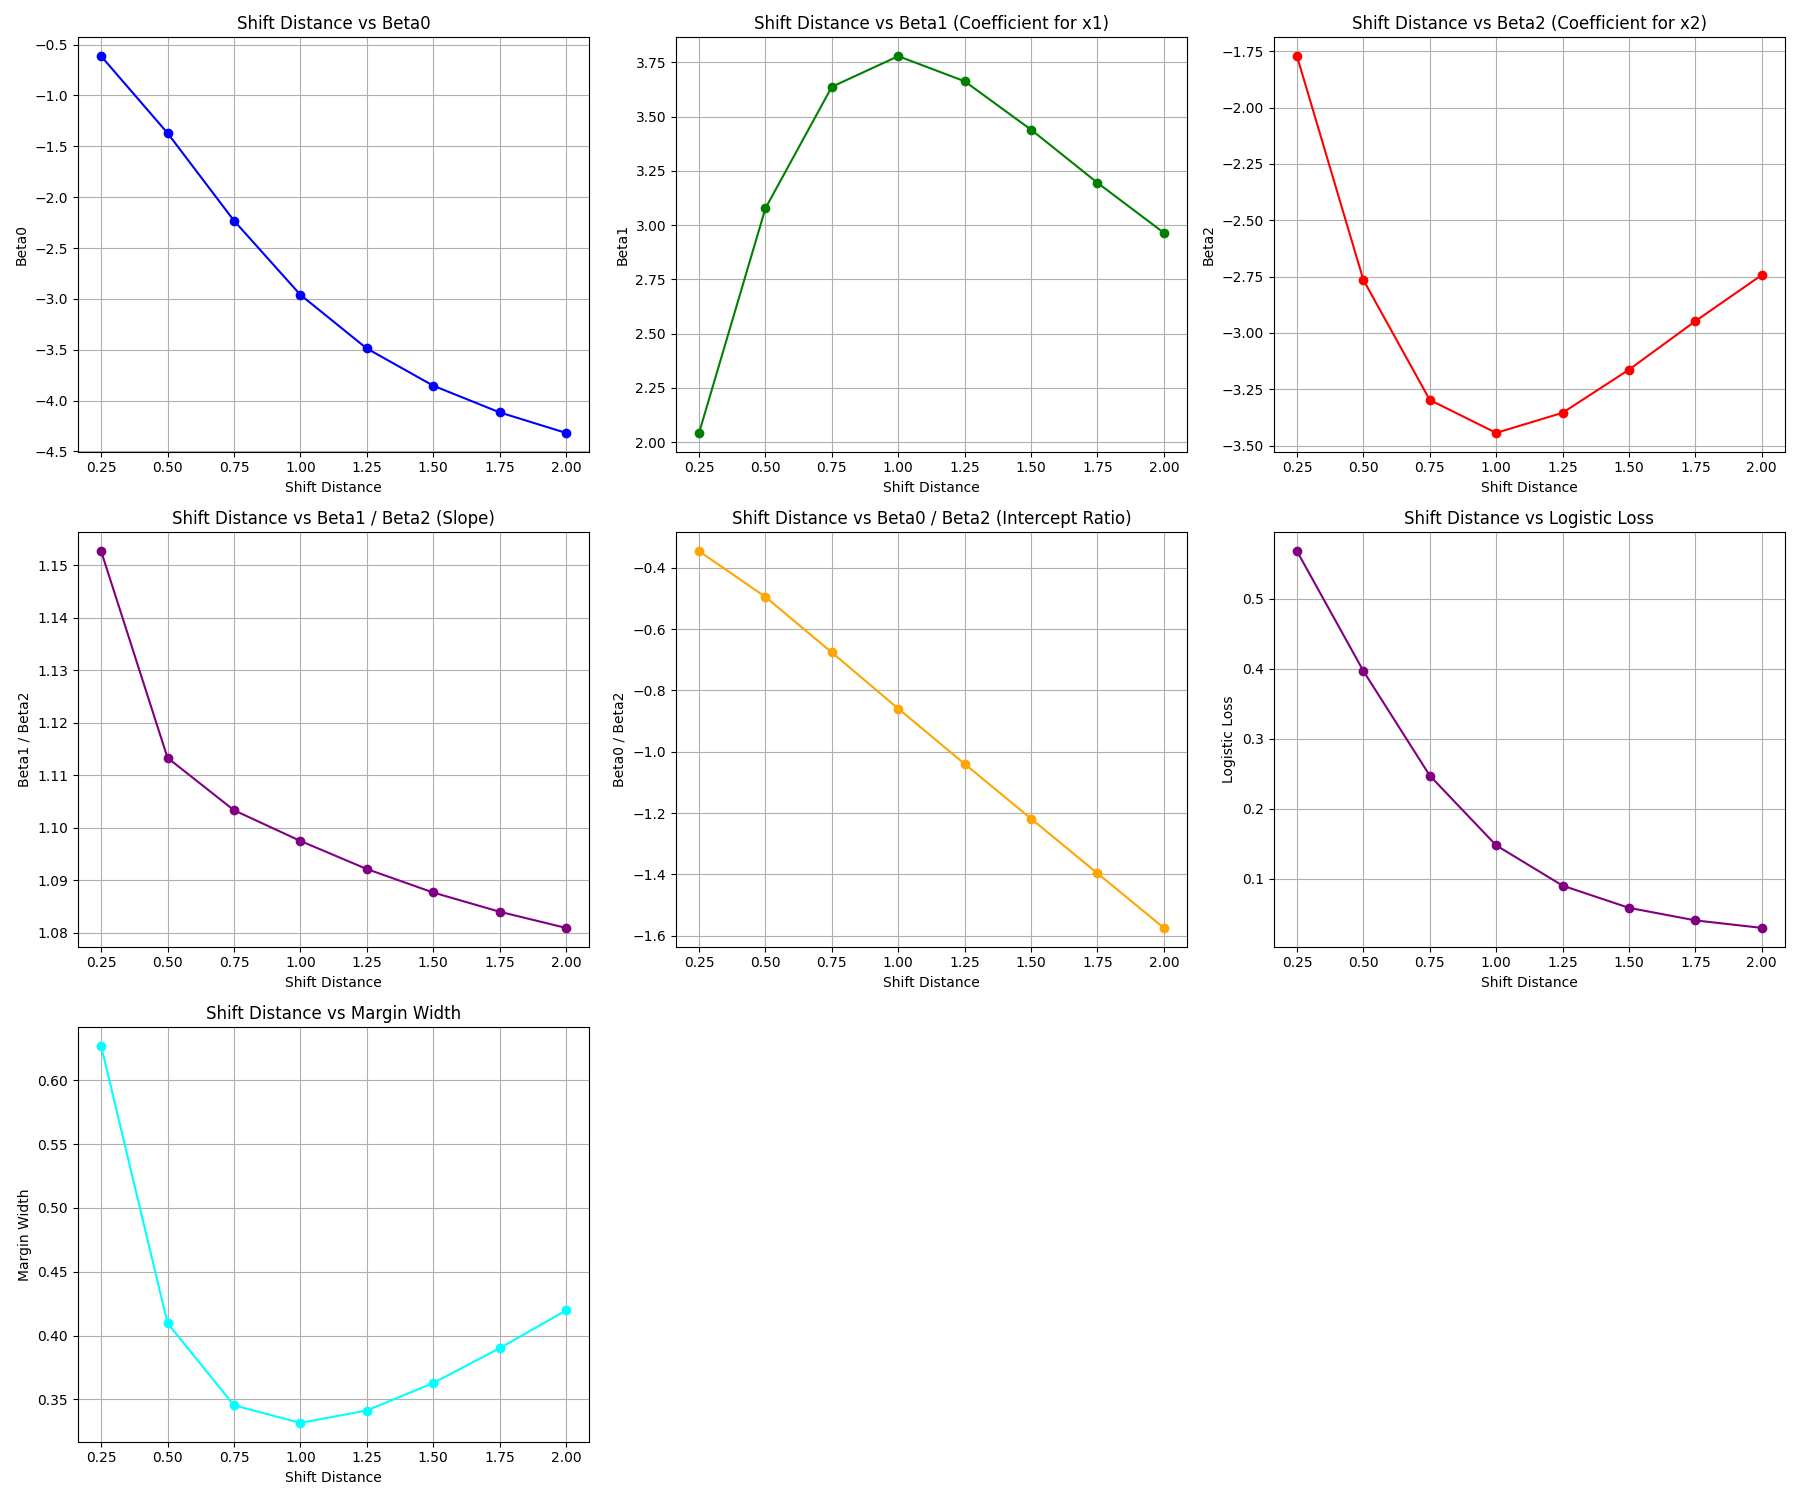 Shift Distance vs Beta0
−0.5
−1.0
−1.5
−2.0
−2.5
−3.0
−3.5
−4.0
−4.5
Beta0
0.25 0.50 0.75 1.00 1.25 1.50 1.75 2.00
Shift Distance
Shift Distance vs Beta1 (Coefficient for x1)
3.75
3.50
3.25
3.00
2.75
2.50
2.25
2.00
Beta1
0.25 0.50 0.75 1.00 1.25 1.50 1.75 2.00
Shift Distance
Shift Distance vs Beta2 (Coefficient for x2)
−1.75
−2.00
−2.25
−2.50
−2.75
−3.00
−3.25
−3.50
Beta2
0.25 0.50 0.75 1.00 1.25 1.50 1.75 2.00
Shift Distance
Shift Distance vs Beta1 / Beta2 (Slope)
1.15
1.14
1.13
1.12
1.11
1.10
1.09
1.08
Beta1 / Beta2
0.25 0.50 0.75 1.00 1.25 1.50 1.75 2.00
Shift Distance
Shift Distance vs Beta0 / Beta2 (Intercept Ratio)
−0.4
−0.6
−0.8
−1.0
−1.2
−1.4
−1.6
Beta0 / Beta2
0.25 0.50 0.75 1.00 1.25 1.50 1.75 2.00
Shift Distance
Shift Distance vs Logistic Loss
0.5
0.4
0.3
0.2
0.1
Logistic Loss
0.25 0.50 0.75 1.00 1.25 1.50 1.75 2.00
Shift Distance
Shift Distance vs Margin Width
0.60
0.55
0.50
0.45
0.40
0.35
Margin Width
0.25 0.50 0.75 1.00 1.25 1.50 1.75 2.00
Shift Distance